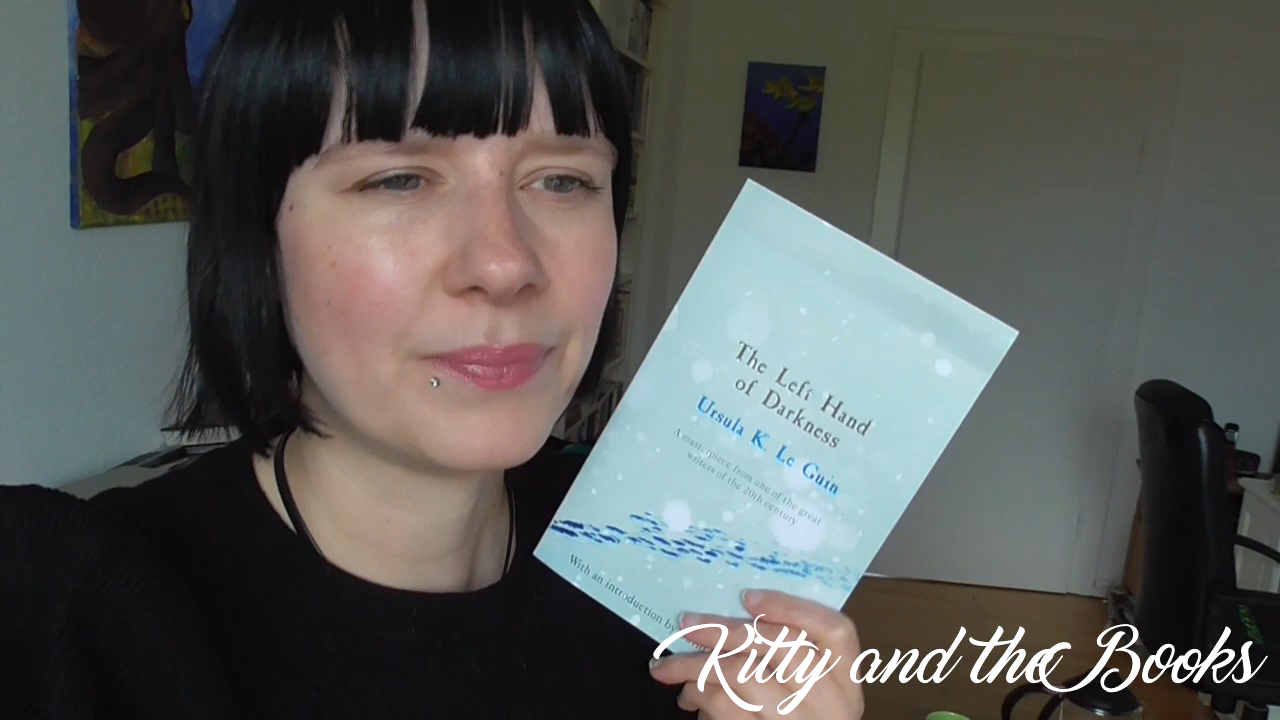 The Left Hand
of Darkness
Ursula K. Le Guin
A masterpiece from one of the great
writers of the 20th century
With an introduction by
Kitty and the Books